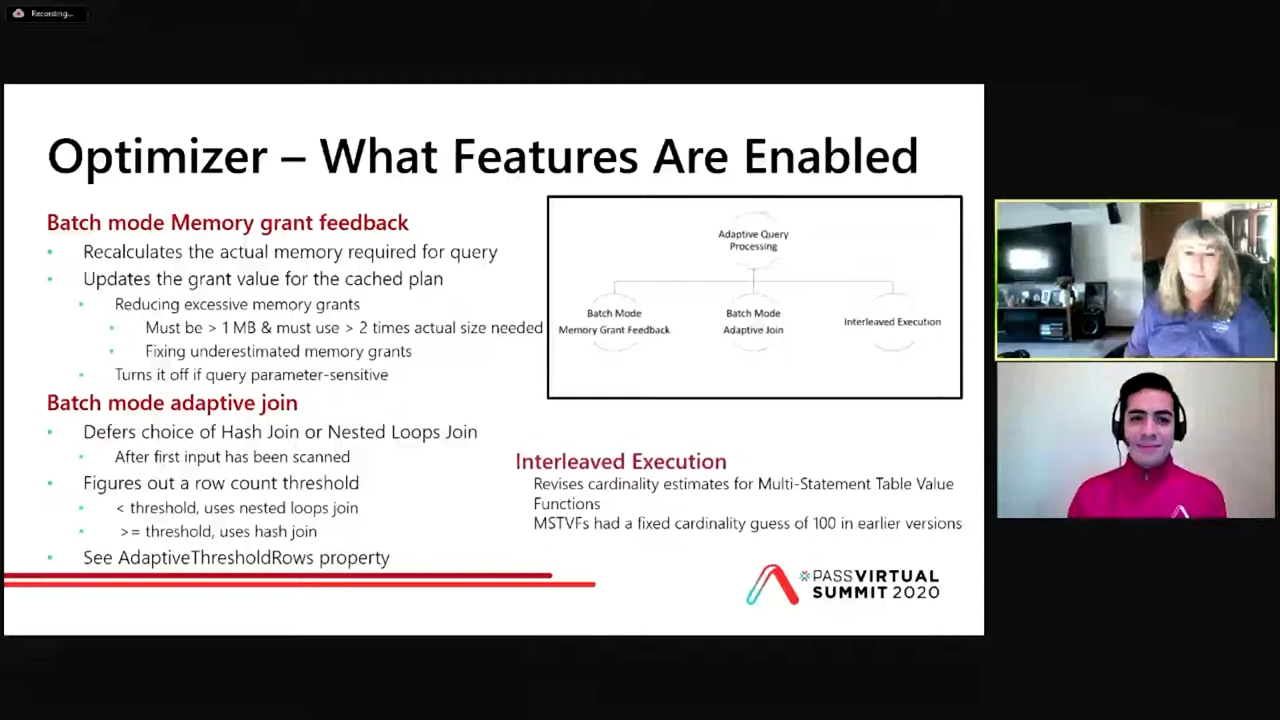 Recording...
Optimizer – What Features Are Enabled
Batch mode Memory grant feedback
Recalculates the actual memory required for query
Updates the grant value for the cached plan
Reducing excessive memory grants
Must be > 1 MB & must use > 2 times actual size needed
Fixing underestimated memory grants
Turns it off if query parameter-sensitive
Batch mode adaptive join
Defers choice of Hash Join or Nested Loops Join
After first input has been scanned
Figures out a row count threshold
< threshold, uses nested loops join
>= threshold, uses hash join
See AdaptiveThresholdRows property
Adaptive Query
Processing
Batch Mode
Memory Grant Feedback
Batch Mode
Adaptive Join
Interleaved Execution
Interleaved Execution
Revises cardinality estimates for Multi-Statement Table Value
Functions
MSTVFs had a fixed cardinality guess of 100 in earlier versions
PASS VIRTUAL
SUMMIT 2020